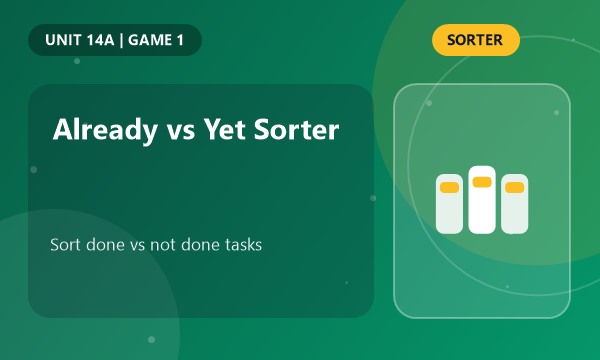 UNIT 14A | GAME 1
SORTER
Already vs Yet Sorter
Sort done vs not done tasks